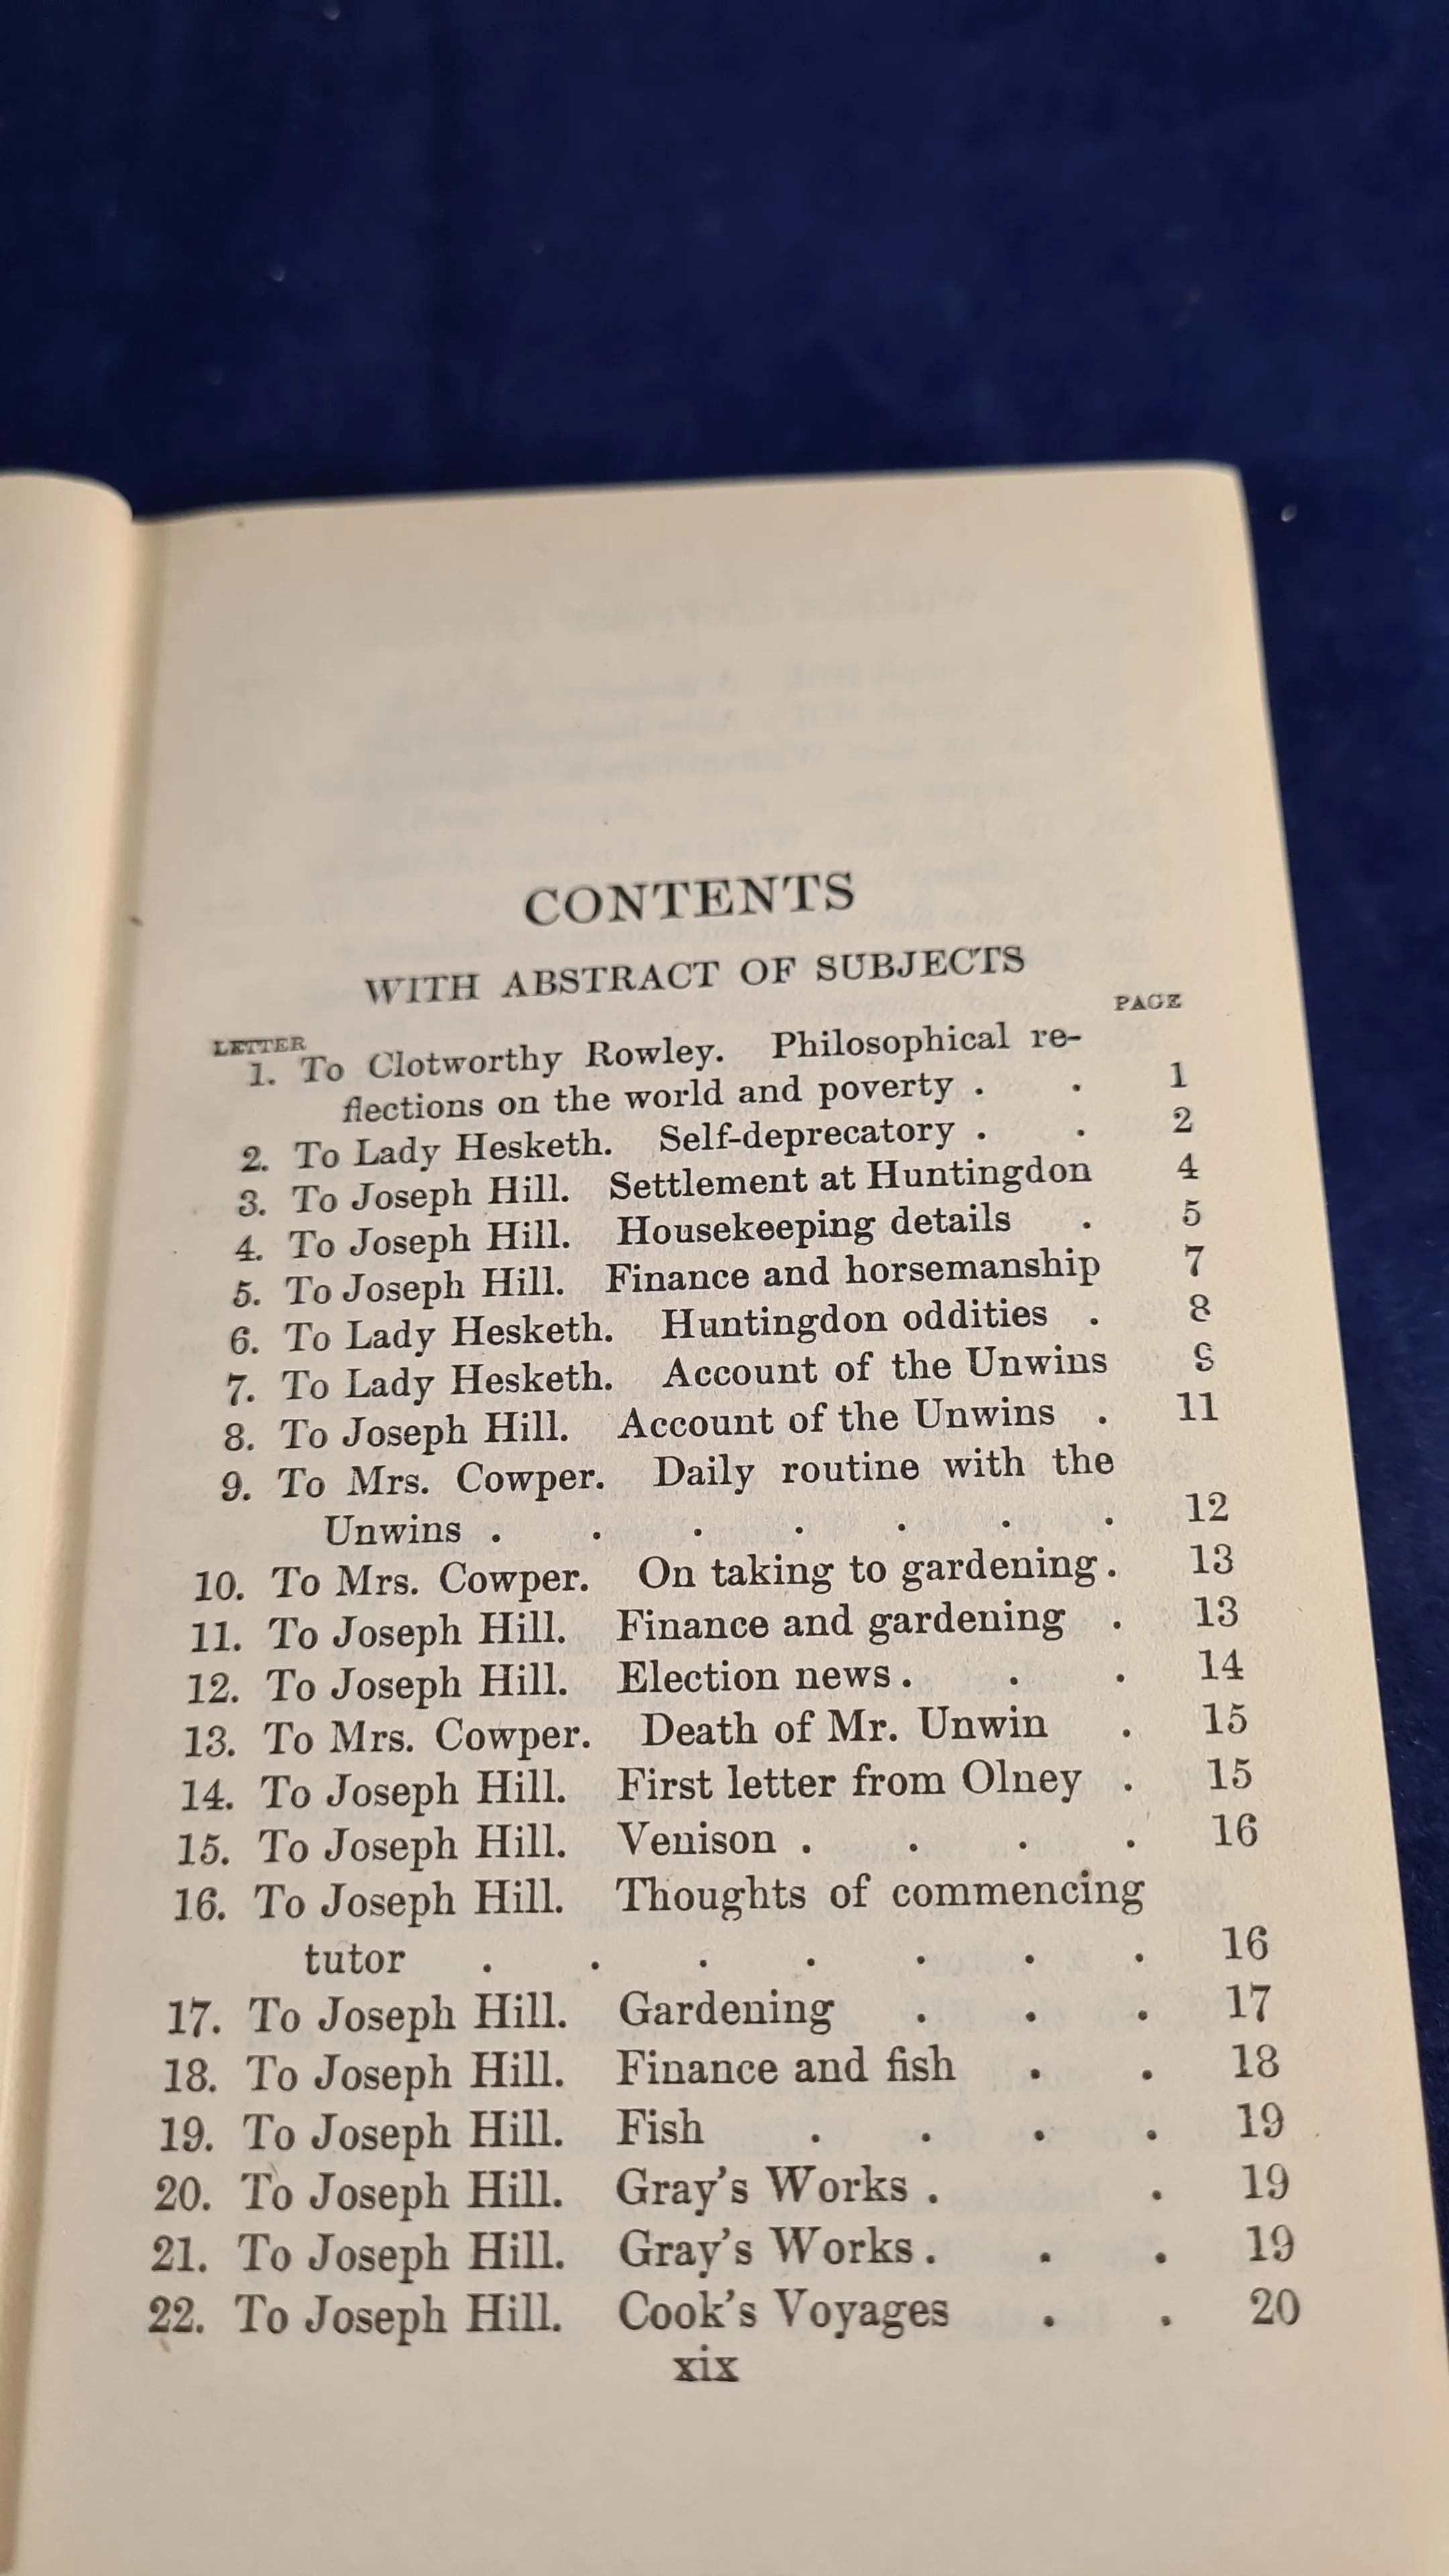 CONTENTS
WITH ABSTRACT OF SUBJECTS
LETTER PAGE
1. To Clotworthy Rowley. Philosophical re-
flections on the world and poverty . . 1
2. To Lady Hesketh. Self-deprecatory . . 2
3. To Joseph Hill. Settlement at Huntingdon 4
4. To Joseph Hill. Housekeeping details . 5
5. To Joseph Hill. Finance and horsemanship 7
6. To Lady Hesketh. Huntingdon oddities . 8
7. To Lady Hesketh. Account of the Unwins 9
8. To Joseph Hill. Account of the Unwins . 11
9. To Mrs. Cowper. Daily routine with the
Unwins . . . . . . . 12
10. To Mrs. Cowper. On taking to gardening . 13
11. To Joseph Hill. Finance and gardening . 13
12. To Joseph Hill. Election news . . . 14
13. To Mrs. Cowper. Death of Mr. Unwin . 15
14. To Joseph Hill. First letter from Olney . 15
15. To Joseph Hill. Venison . . . . 16
16. To Joseph Hill. Thoughts of commencing
tutor . . . . . . . 16
17. To Joseph Hill. Gardening . . . 17
18. To Joseph Hill. Finance and fish . . 18
19. To Joseph Hill. Fish . . . . 19
20. To Joseph Hill. Gray's Works . . 19
21. To Joseph Hill. Gray's Works . . . 19
22. To Joseph Hill. Cook's Voyages . . 20
xix